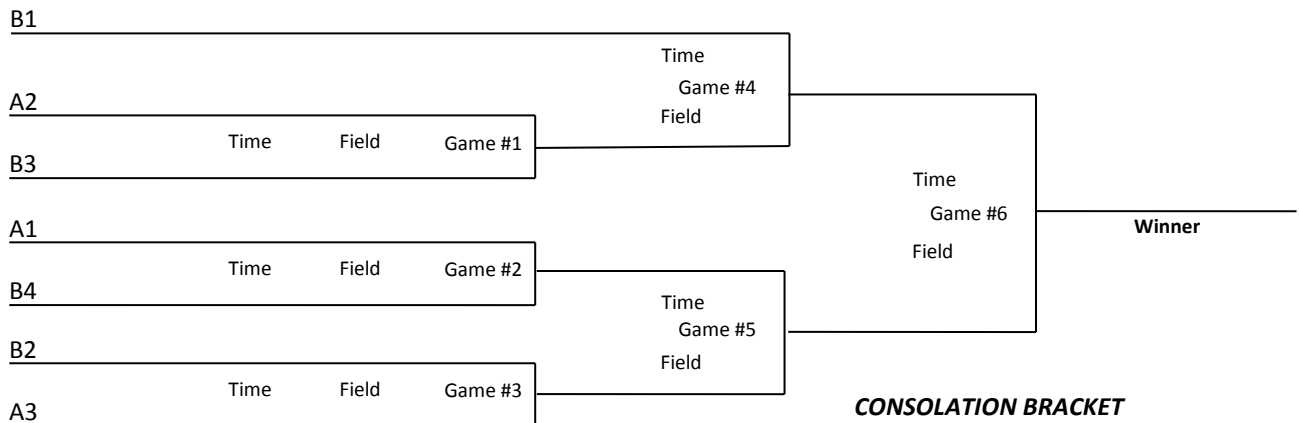 B1
Time
Game #4
Field
A2
Time Field Game #1
B3
Time
Game #6
Field
Winner
A1
Time Field Game #2
B4
Time
Game #5
Field
B2
Time Field Game #3
A3
CONSOLATION BRACKET